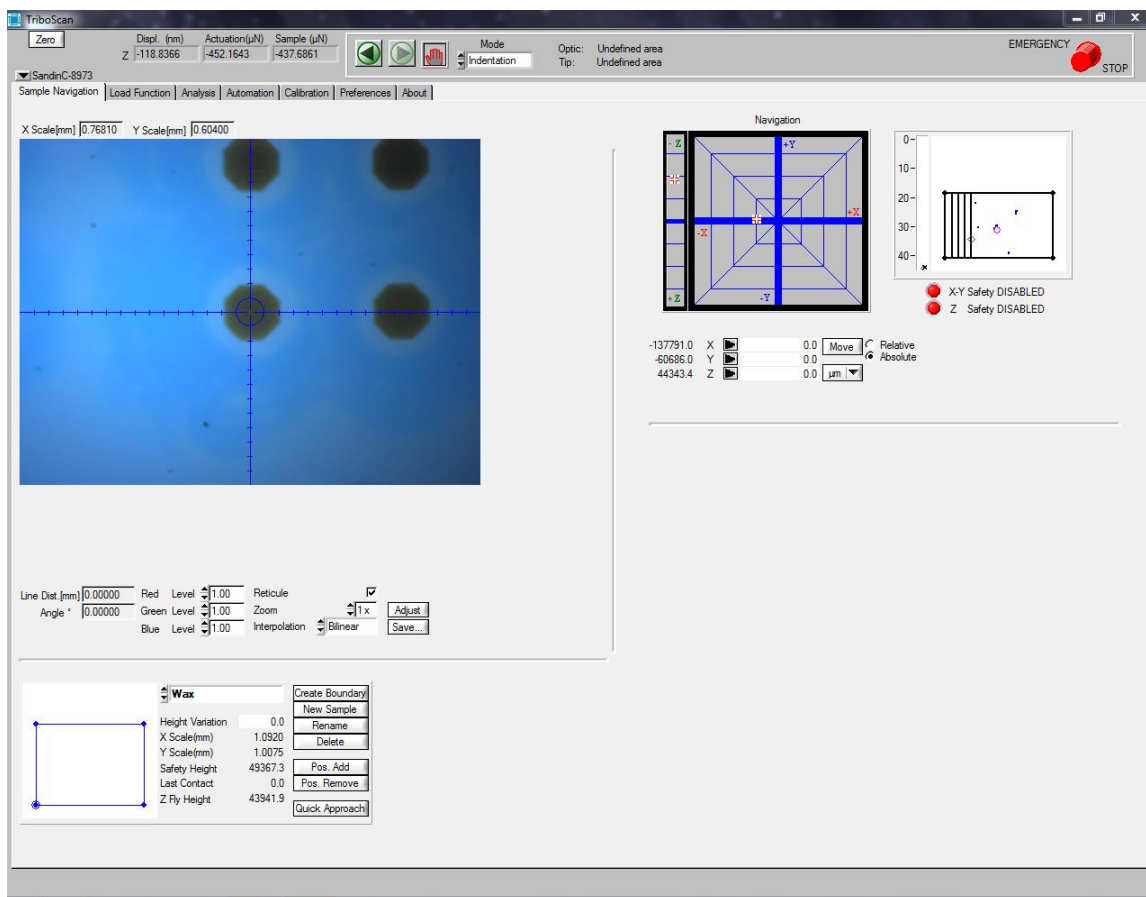 TriboScan
Zero
Displ. (nm) Actuation(µN) Sample (µN)
Z -118.8366 -452.1643 -437.6861
Mode
Indentation
Optic: Undefined area
Tip: Undefined area
EMERGENCY
STOP
SandinC-8973
Sample Navigation Load Function Analysis Automation Calibration Preferences About
X Scale[mm] 0.76810 Y Scale[mm] 0.60400
Navigation
- Z
+Y
+X
-X
+ Z
-Y
0
10
20
30
40
X-Y Safety DISABLED
Z Safety DISABLED
-137791.0 X 0.0 Move Relative
-60686.0 Y 0.0 Absolute
44343.4 Z 0.0 µm
Line Dist.[mm] 0.00000 Red Level 1.00 Reticule
Angle ° 0.00000 Green Level 1.00 Zoom 1 x Adjust
Blue Level 1.00 Interpolation Bilinear Save...
Wax
Create Boundary
New Sample
Height Variation 0.0 Rename
X Scale(mm) 1.0920 Delete
Y Scale(mm) 1.0075
Safety Height 49367.3 Pos. Add
Last Contact 0.0 Pos. Remove
Z Fly Height 43941.9 Quick Approach